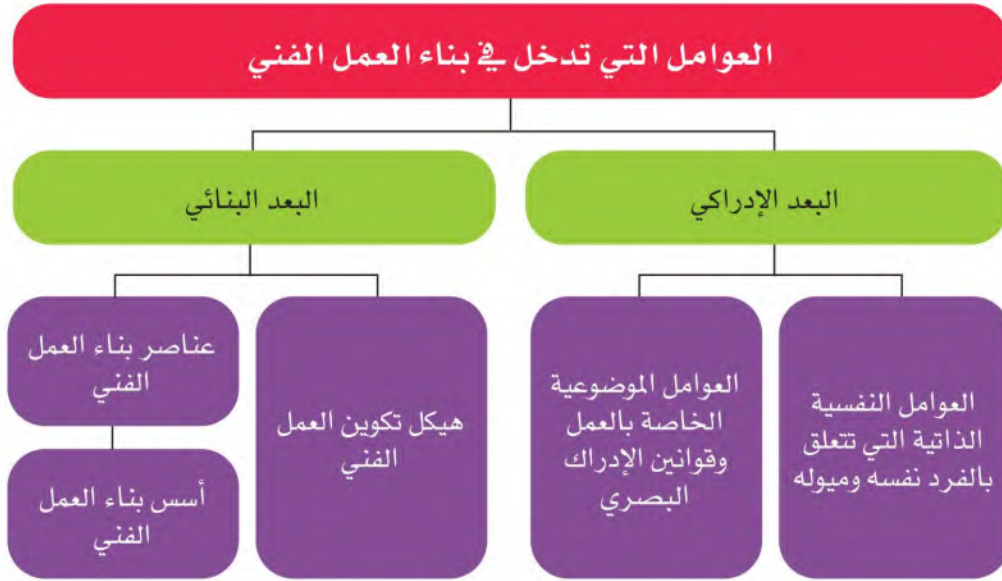 العوامل التي تدخل في بناء العمل الفني
البعد الإدراكي
البعد البنائي
العوامل النفسية
الذاتية التي تتعلق
بالفرد نفسه وميوله
العوامل الموضوعية
الخاصة بالعمل
وقوانين الإدراك
البصري
هيكل تكوين العمل
الفني
عناصر بناء العمل
الفني
أسس بناء العمل
الفني